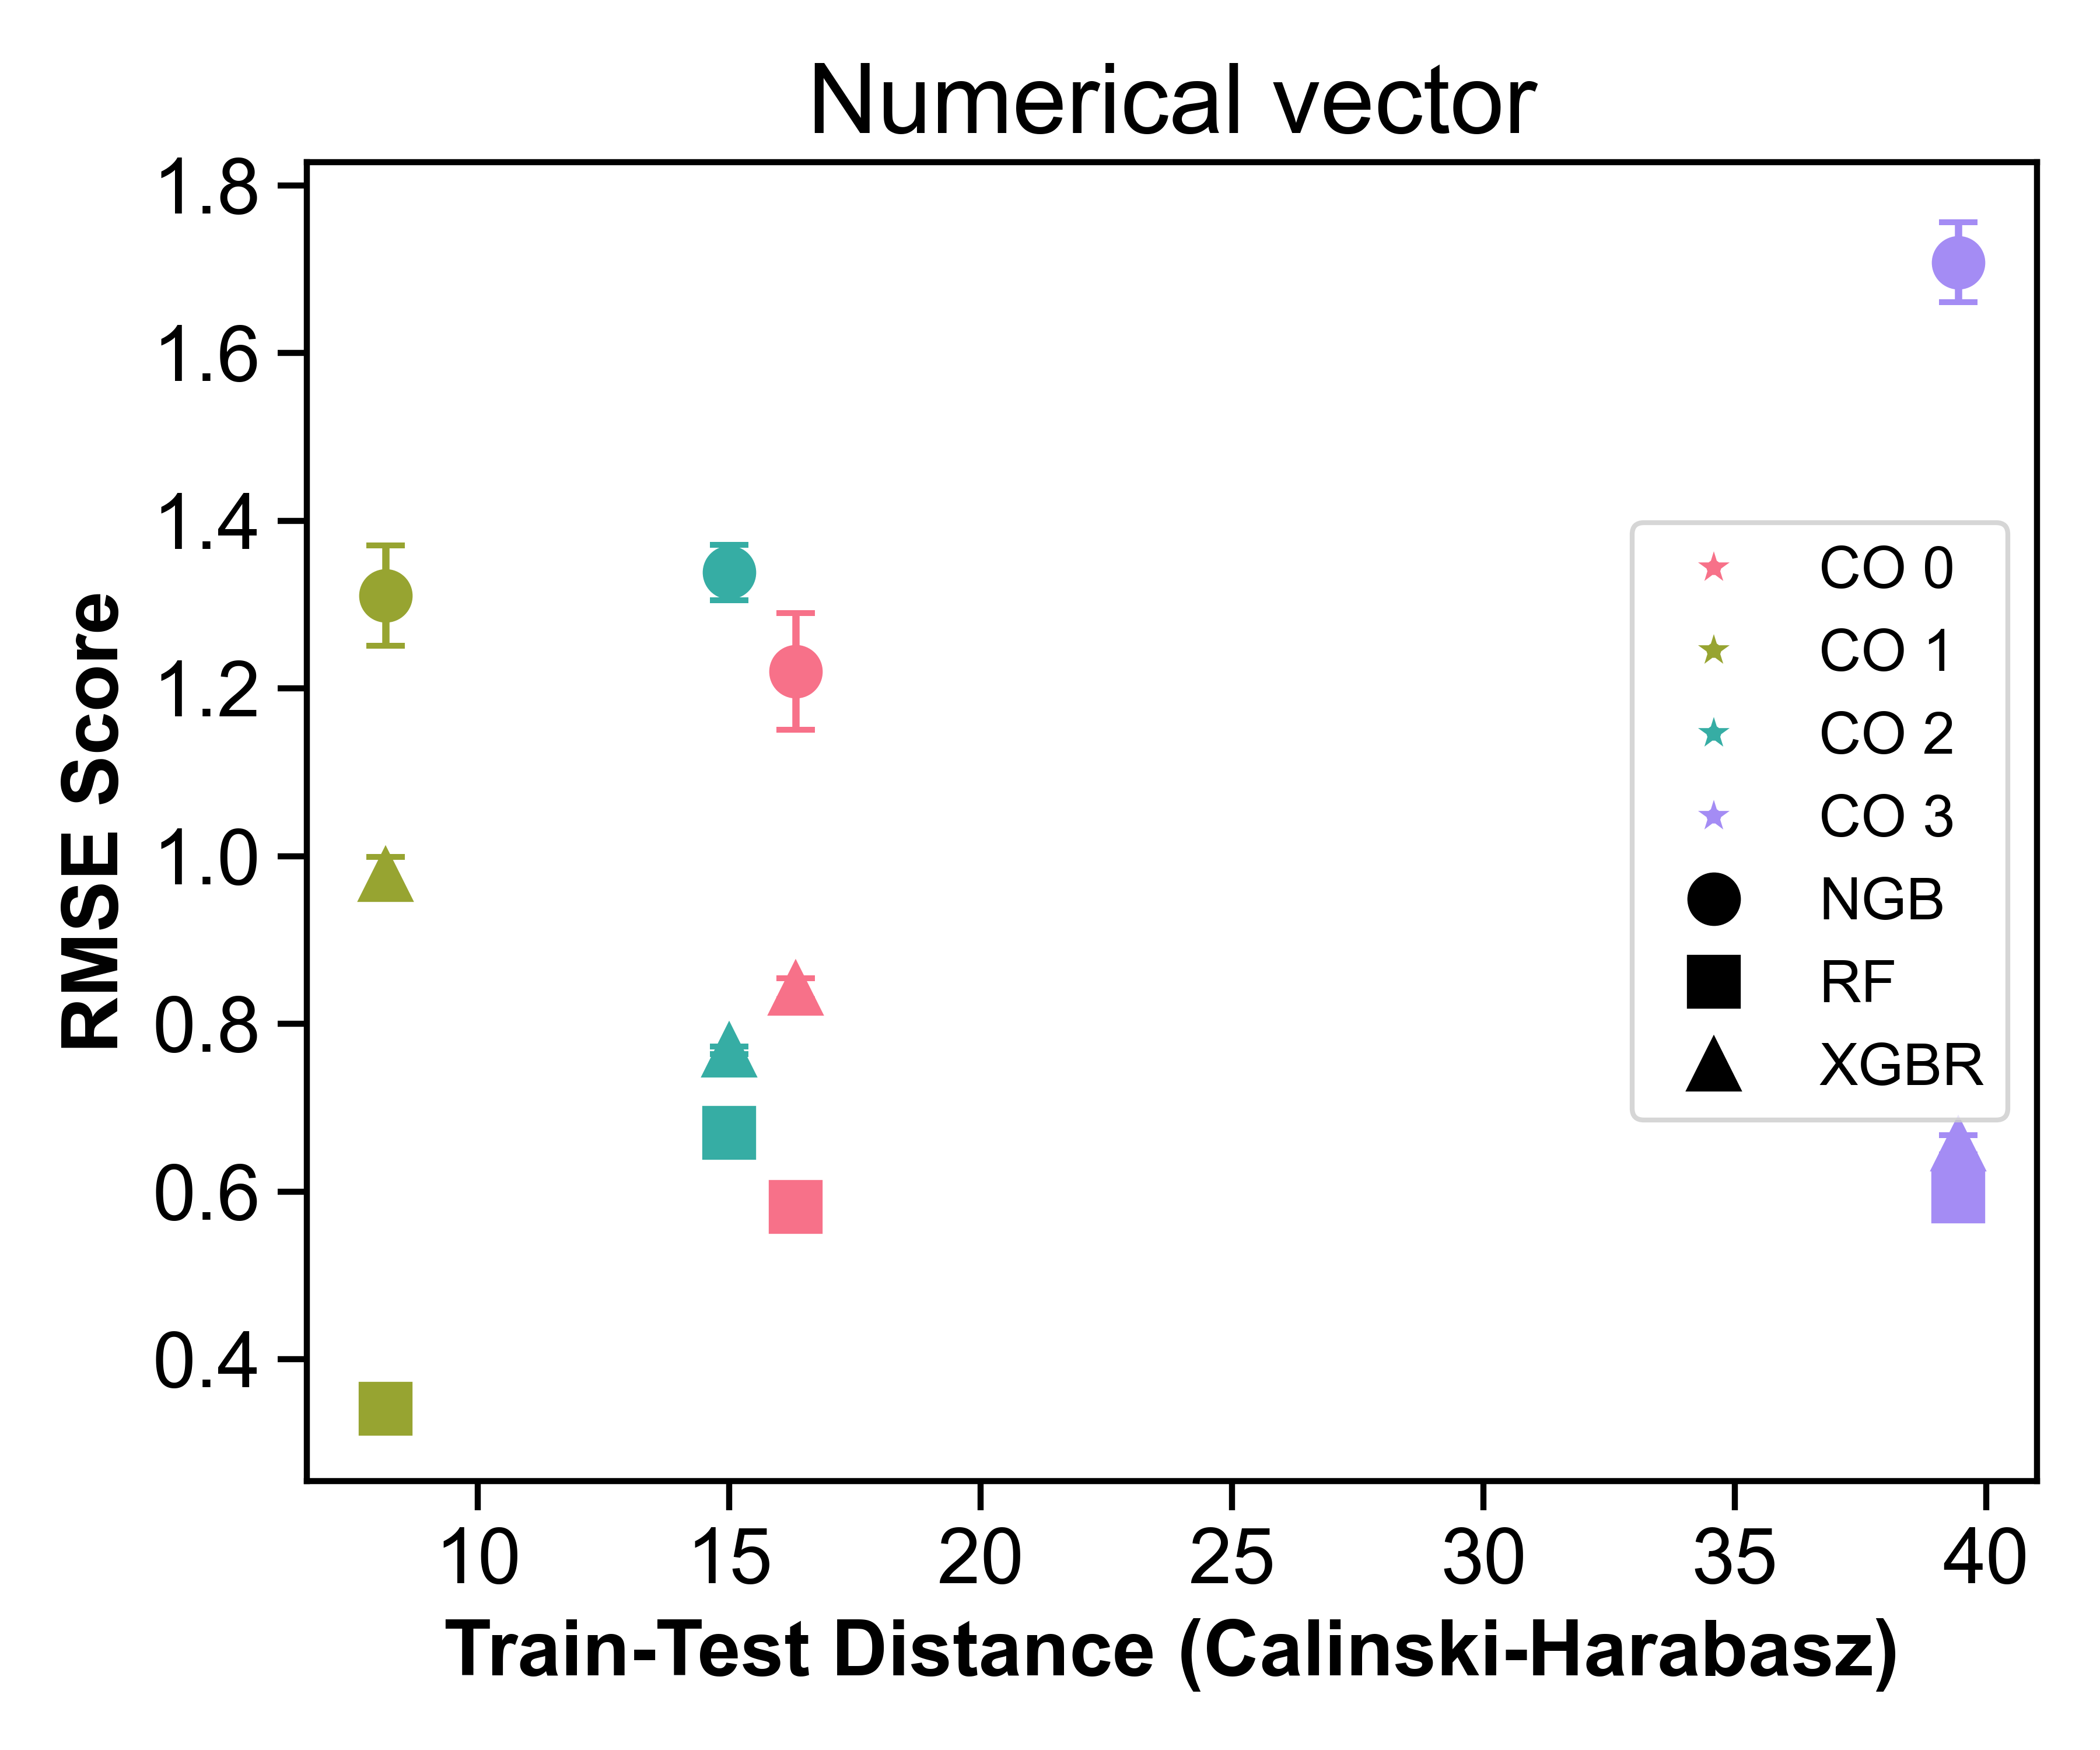 Numerical vector
1.8
1.6
1.4
1.2
1.0
0.8
0.6
0.4
RMSE Score
CO 0
CO 1
CO 2
CO 3
NGB
RF
XGBR
10 15 20 25 30 35 40
Train-Test Distance (Calinski-Harabasz)